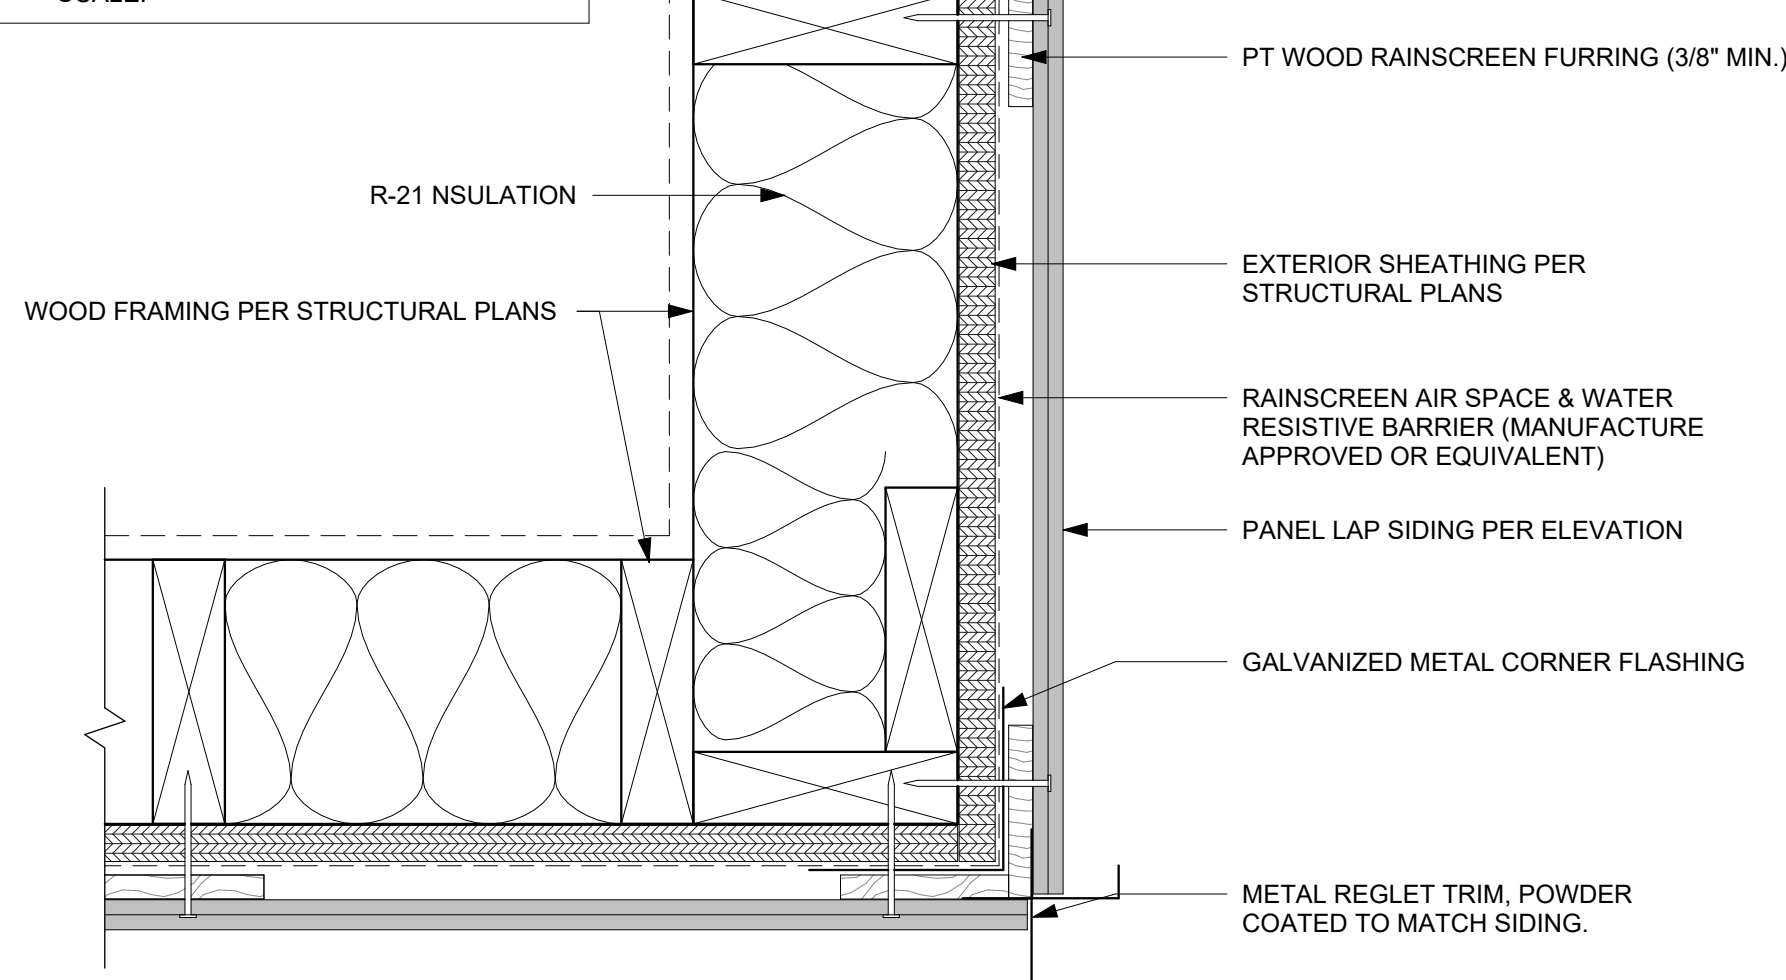 SCALE:
PT WOOD RAINSCREEN FURRING (3/8" MIN.)
R-21 NSULATION
EXTERIOR SHEATHING PER
STRUCTURAL PLANS
WOOD FRAMING PER STRUCTURAL PLANS
RAINSCREEN AIR SPACE & WATER
RESISTIVE BARRIER (MANUFACTURE
APPROVED OR EQUIVALENT)
PANEL LAP SIDING PER ELEVATION
GALVANIZED METAL CORNER FLASHING
METAL REGLET TRIM, POWDER
COATED TO MATCH SIDING.